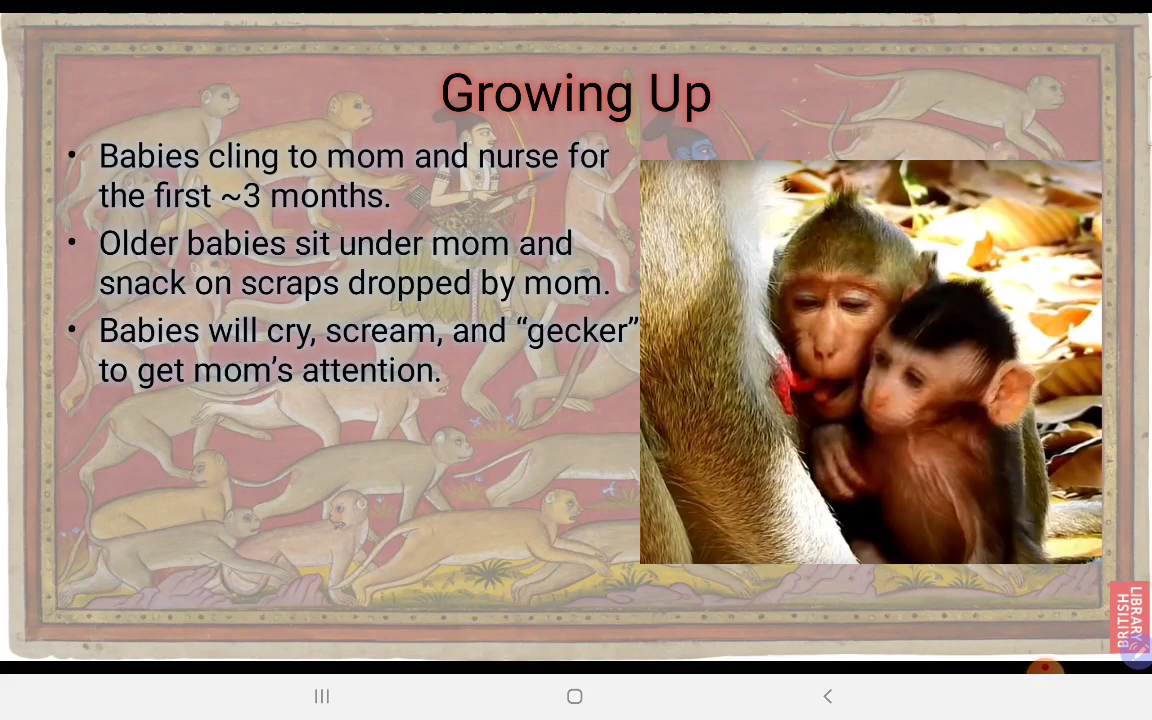 Growing Up
• Babies cling to mom and nurse for
the first ~3 months.
• Older babies sit under mom and
snack on scraps dropped by mom.
• Babies will cry, scream, and “gecker”
to get mom’s attention.
BRITISH
LIBRARY